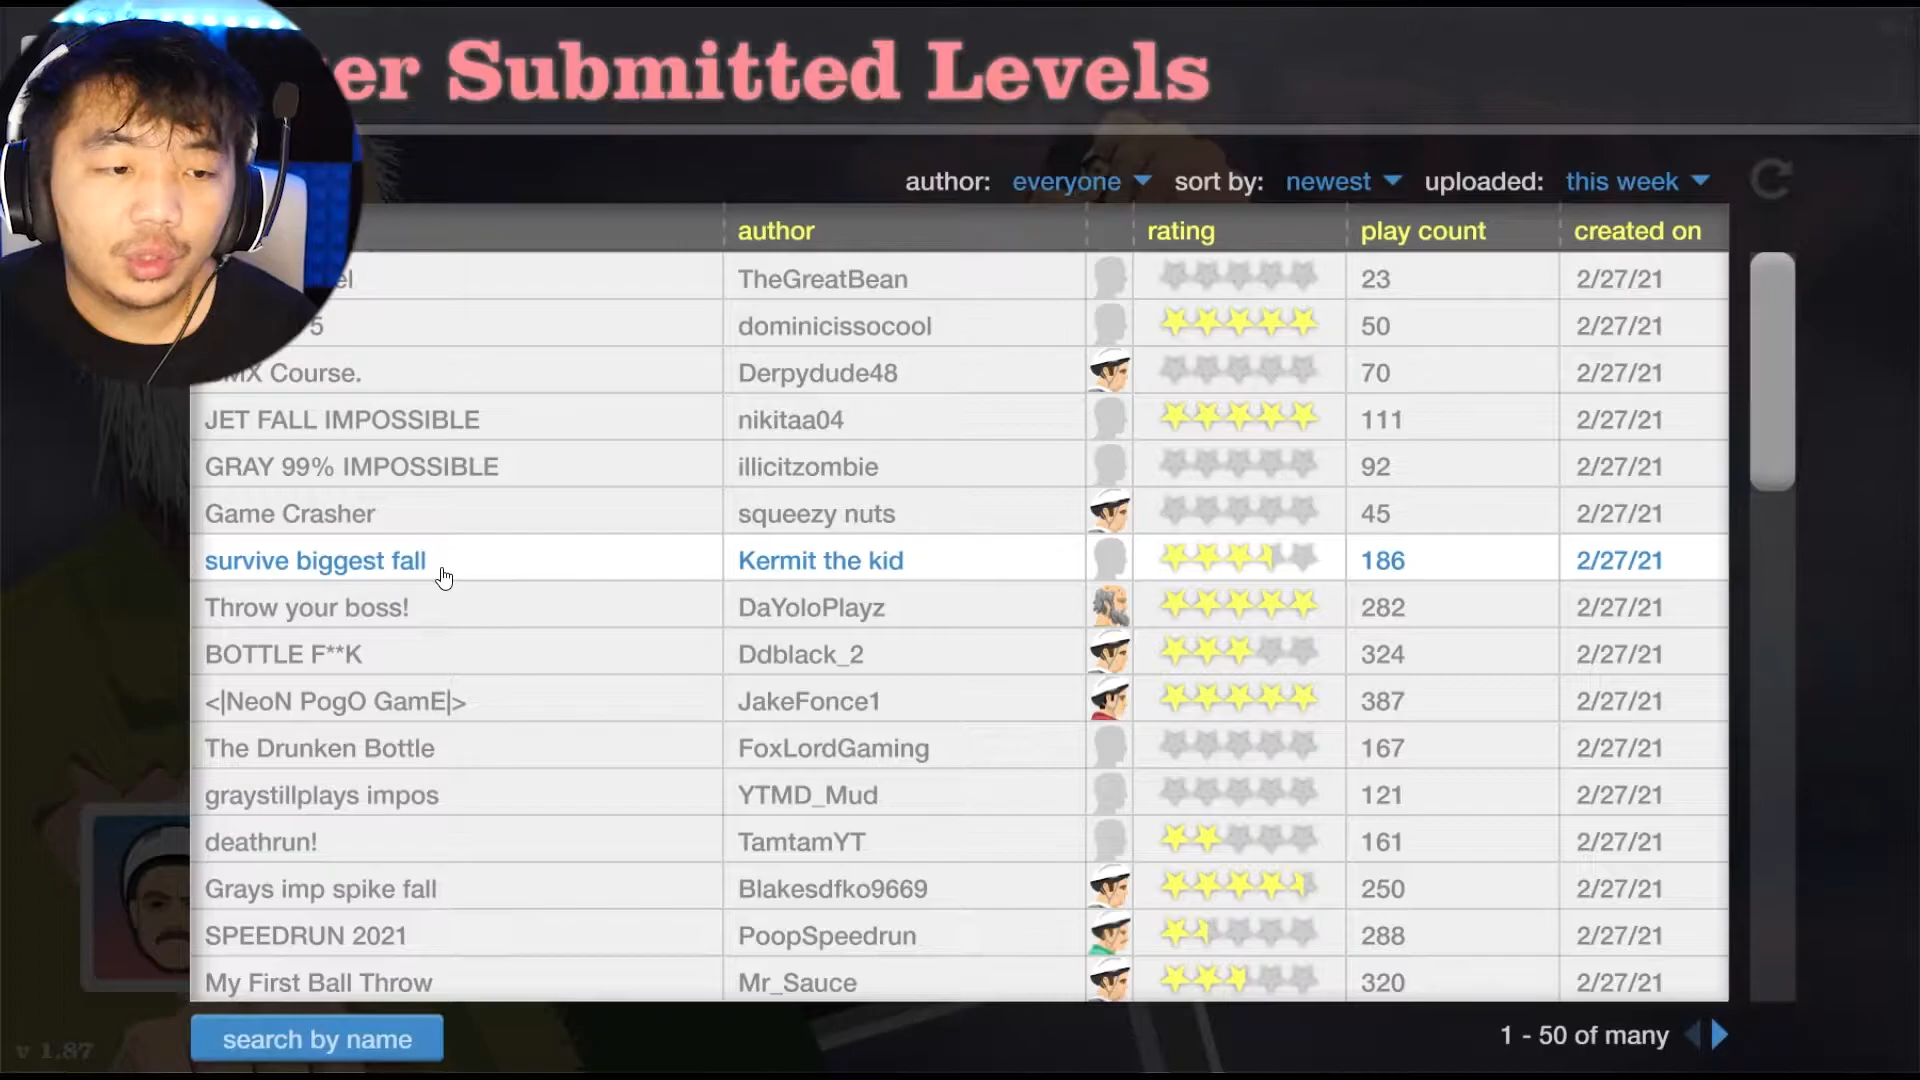 er Submitted Levels
author: everyone sort by: newest uploaded: this week
author rating play count created on
el TheGreatBean 23 2/27/21
5 dominicissocool 50 2/27/21
MX Course. Derpydude48 70 2/27/21
JET FALL IMPOSSIBLE nikitaa04 111 2/27/21
GRAY 99% IMPOSSIBLE illicitzombie 92 2/27/21
Game Crasher squeezy nuts 45 2/27/21
survive biggest fall Kermit the kid 186 2/27/21
Throw your boss! DaYoloPlayz 282 2/27/21
BOTTLE F**K Ddblack_2 324 2/27/21
<|NeoN PogO GamE|> JakeFonce1 387 2/27/21
The Drunken Bottle FoxLordGaming 167 2/27/21
graystillplays impos YTMD_Mud 121 2/27/21
deathrun! TamtamYT 161 2/27/21
Grays imp spike fall Blakesdfko9669 250 2/27/21
SPEEDRUN 2021 PoopSpeedrun 288 2/27/21
My First Ball Throw Mr_Sauce 320 2/27/21
search by name 1 - 50 of many
v 1.87